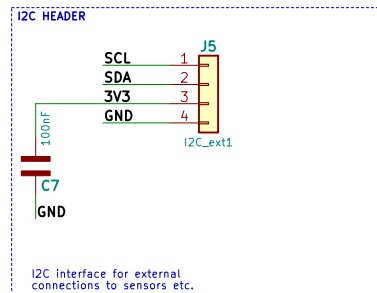 I2C HEADER
J5
SCL 1
SDA 2
3V3 3
GND 4
100nF
I2C_ext1
C7
GND
I2C interface for external
connections to sensors etc.